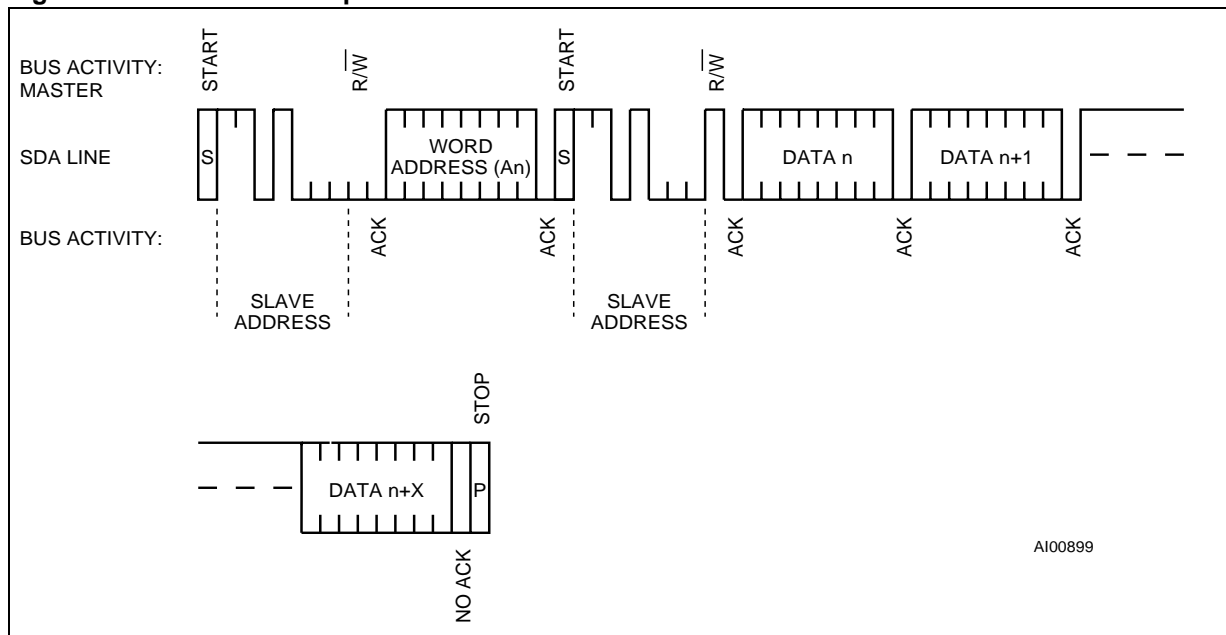 BUS ACTIVITY:
MASTER
START
R/W
START
R/W
SDA LINE
S
WORD
ADDRESS (An)
S
DATA n
DATA n+1
BUS ACTIVITY:
ACK
ACK
ACK
ACK
ACK
SLAVE
ADDRESS
SLAVE
ADDRESS
STOP
DATA n+X
P
NO ACK
AI00899